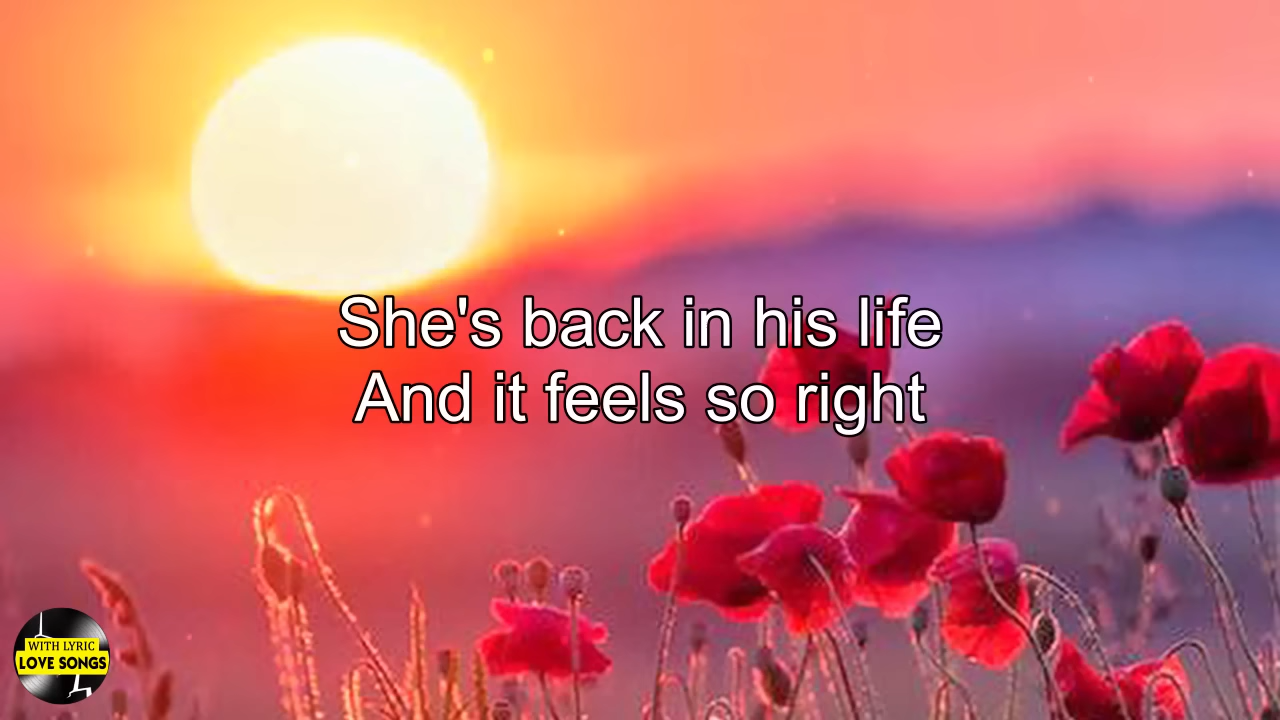 She's back in his life
And it feels so right
WITH LYRIC
LOVE SONGS